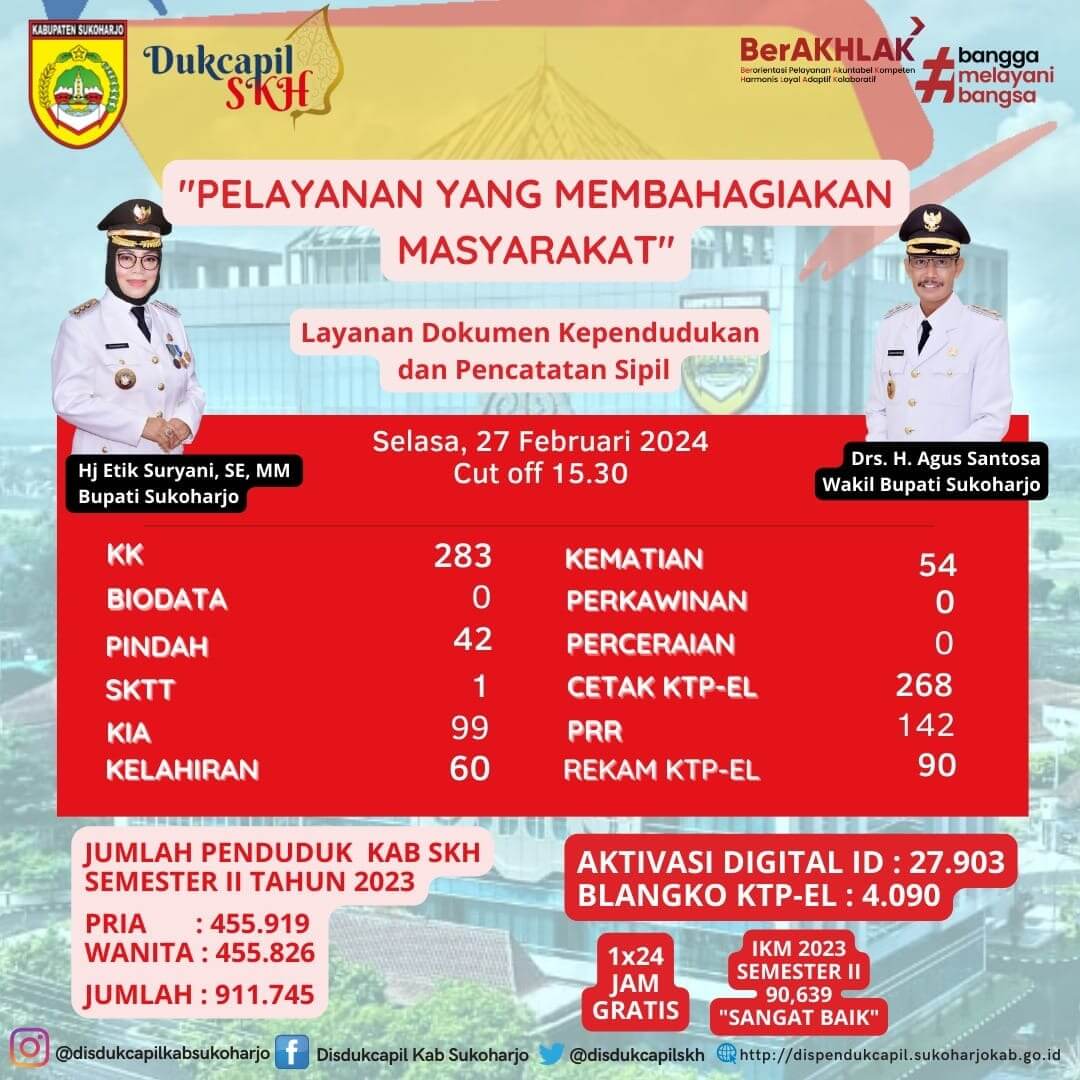 KABUPATEN SUKOHARJO
Dukcapil
SKH
BerAKHLAK
Berorientasi Pelayanan Akuntabel Kompeten
Harmonis Loyal Adaptif Kolaboratif
#bangga
melayani
bangsa
"PELAYANAN YANG MEMBAHAGIAKAN
MASYARAKAT"
Layanan Dokumen Kependudukan
dan Pencatatan Sipil
Selasa, 27 Februari 2024
Cut off 15.30
Hj Etik Suryani, SE, MM
Bupati Sukoharjo
Drs. H. Agus Santosa
Wakil Bupati Sukoharjo
KK 283
BIODATA 0
PINDAH 42
SKTT 1
KIA 99
KELAHIRAN 60
KEMATIAN 54
PERKAWINAN 0
PERCERAIAN 0
CETAK KTP-EL 268
PRR 142
REKAM KTP-EL 90
JUMLAH PENDUDUK KAB SKH
SEMESTER II TAHUN 2023
PRIA : 455.919
WANITA : 455.826
JUMLAH : 911.745
AKTIVASI DIGITAL ID : 27.903
BLANGKO KTP-EL : 4.090
1x24
JAM
GRATIS
IKM 2023
SEMESTER II
90,639
"SANGAT BAIK"
@disdukcapilkabsukoharjo
Disdukcapil Kab Sukoharjo
@disdukcapilskh
http://dispendukcapil.sukoharjokab.go.id